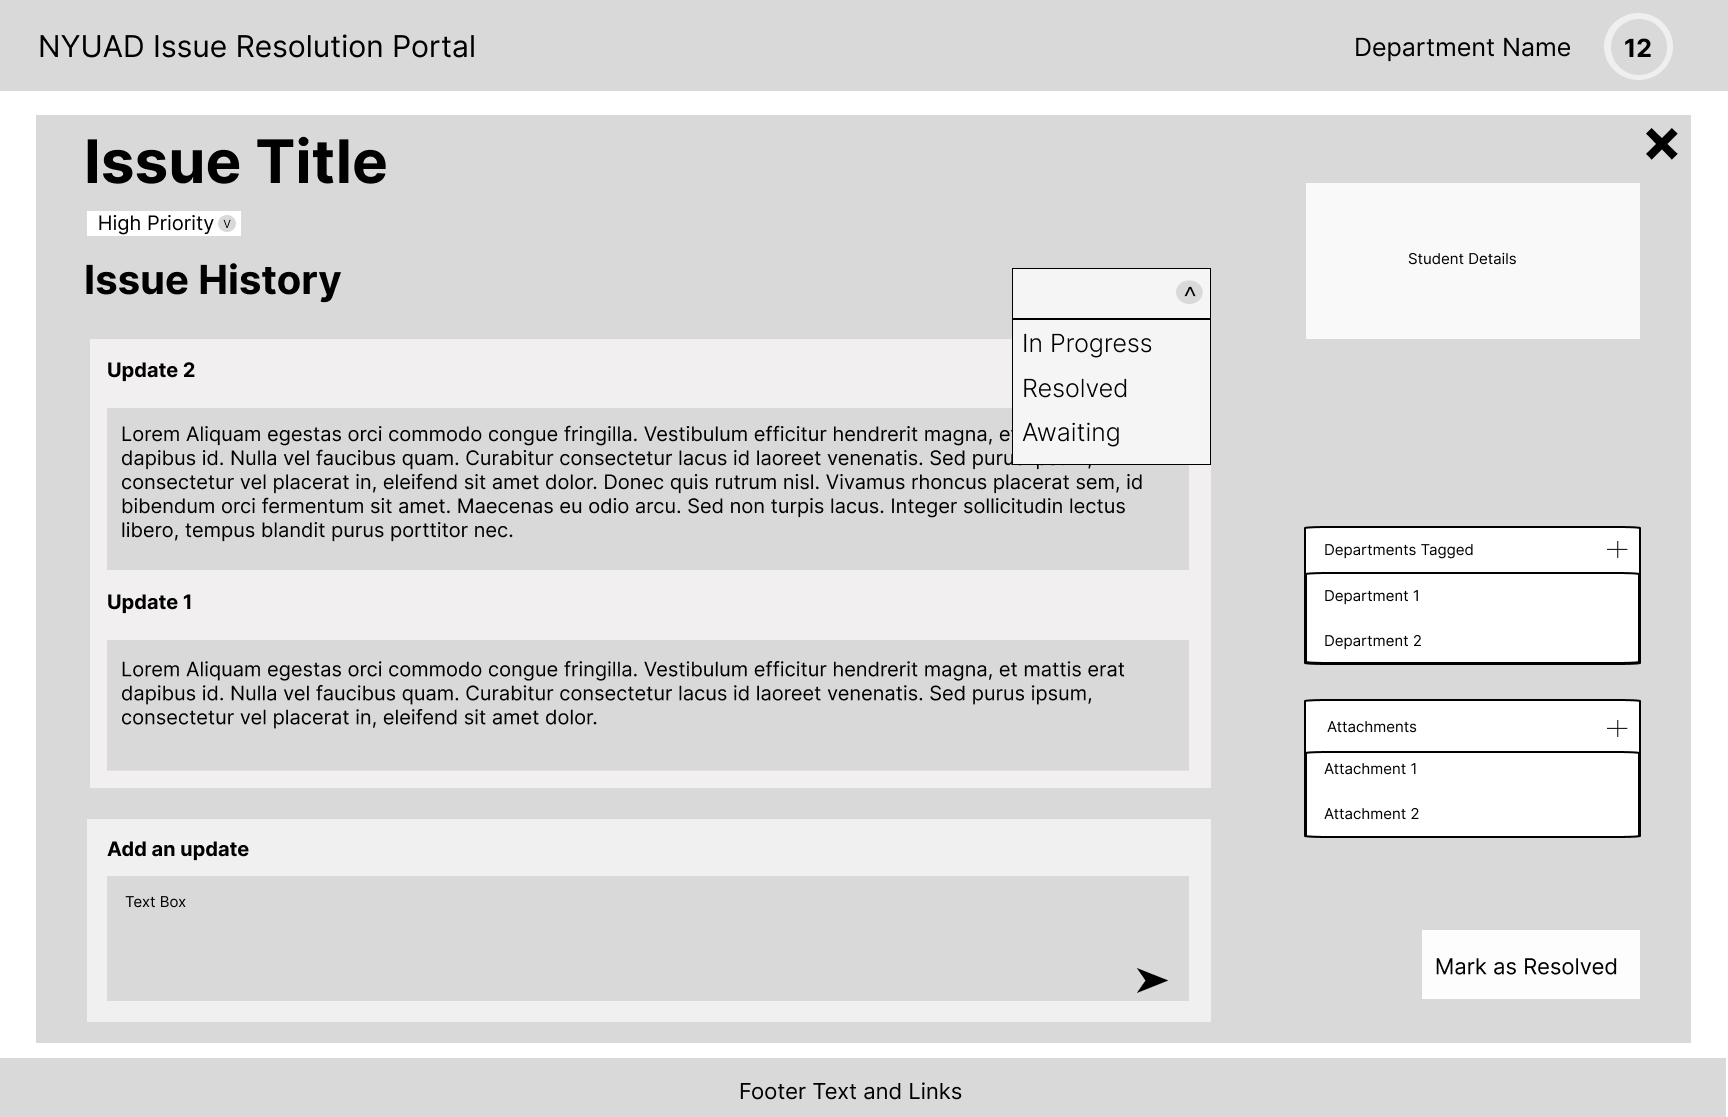 NYUAD Issue Resolution Portal
Department Name
12
Issue Title
High Priority V
Issue History
^
In Progress
Resolved
Awaiting
Update 2
Lorem Aliquam egestas orci commodo congue fringilla. Vestibulum efficitur hendrerit magna,
dapibus id. Nulla vel faucibus quam. Curabitur consectetur lacus id laoreet venenatis. Sed
consectetur vel placerat in, eleifend sit amet dolor. Donec quis rutrum nisl. Vivamus rhoncus placerat sem, id
bibendum orci fermentum sit amet. Maecenas eu odio arcu. Sed non turpis lacus. Integer sollicitudin lectus
libero, tempus blandit purus porttitor nec.
Update 1
Lorem Aliquam egestas orci commodo congue fringilla. Vestibulum efficitur hendrerit magna, et mattis erat
dapibus id. Nulla vel faucibus quam. Curabitur consectetur lacus id laoreet venenatis. Sed purus ipsum,
consectetur vel placerat in, eleifend sit amet dolor.
Add an update
Text Box
Student Details
Departments Tagged
Department 1
Department 2
Attachments
Attachment 1
Attachment 2
Mark as Resolved
Footer Text and Links